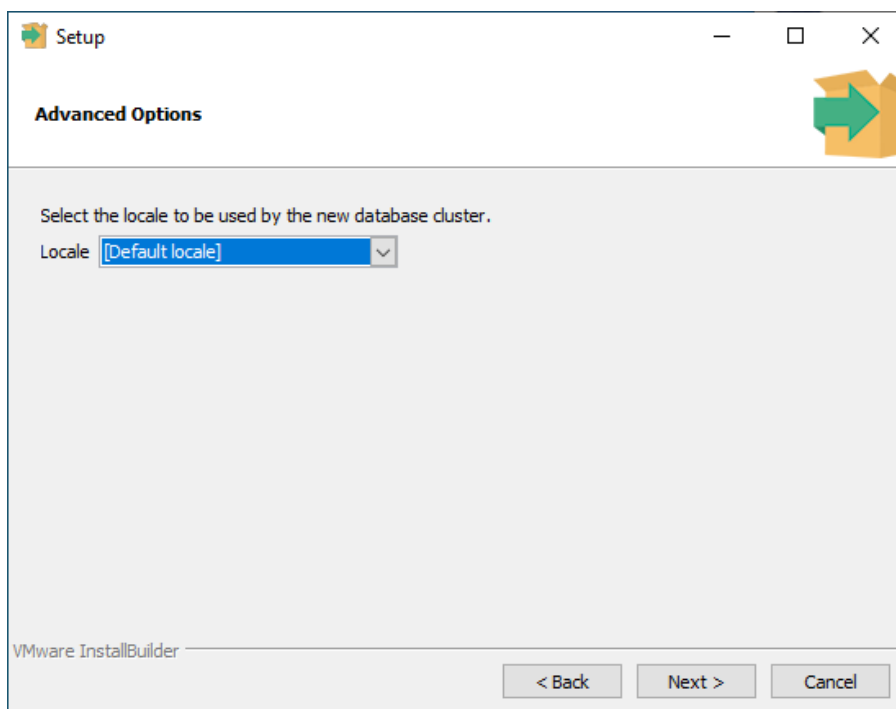 Setup
Advanced Options
Select the locale to be used by the new database cluster.
Locale [Default locale]
VMware InstallBuilder
< Back Next > Cancel